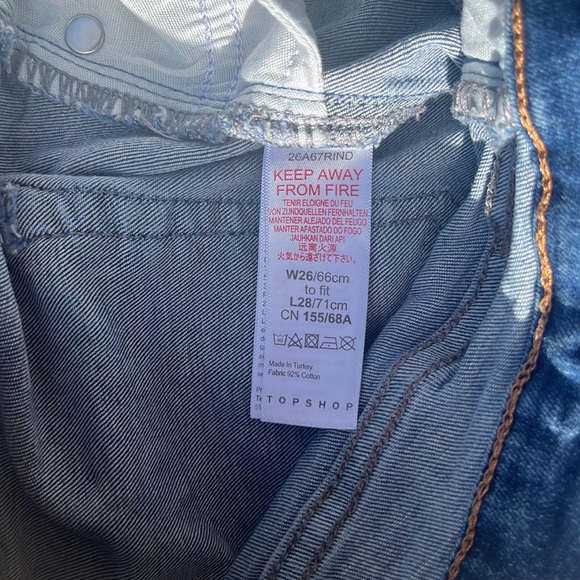 26A67RIND
KEEP AWAY
FROM FIRE
TENIR ELOIGNE DU FEU
VON ZUNDQUELLEN FERNHALTEN
MANTENER ALEJADO DEL FEUGO
MANTER AFASTADO DO FOGO
JAUHKAN DARI API
远离火源
火気から遠ざけて下さい。
W26/66cm
to fit
L28/71cm
CN 155/68A
Made In Turkey
Fabric 92% Cotton
TOPSHOP